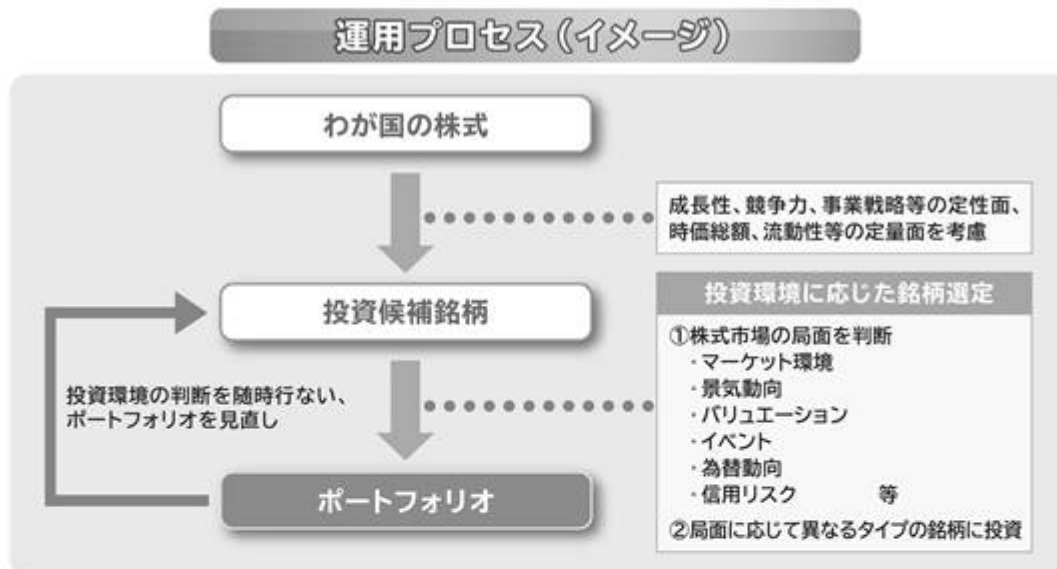 運用プロセス(イメージ)
わが国の株式
成長性、競争力、事業戦略等の定性面、
時価総額、流動性等の定量面を考慮
投資候補銘柄
投資環境に応じた銘柄選定
①株式市場の局面を判断
・マーケット環境
・景気動向
・バリュエーション
・イベント
・為替動向
・信用リスク 等
②局面に応じて異なるタイプの銘柄に投資
投資環境の判断を随時行ない、
ポートフォリオを見直し
ポートフォリオ